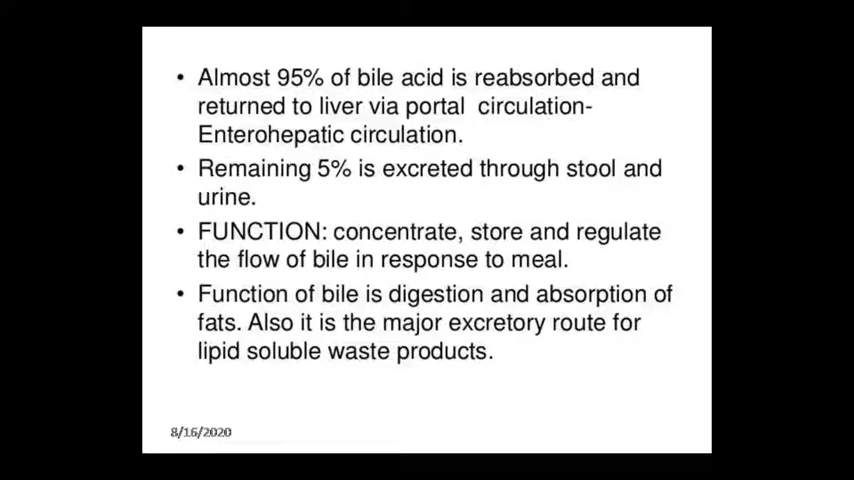 • Almost 95% of bile acid is reabsorbed and
returned to liver via portal circulation-
Enterohepatic circulation.
• Remaining 5% is excreted through stool and
urine.
• FUNCTION: concentrate, store and regulate
the flow of bile in response to meal.
• Function of bile is digestion and absorption of
fats. Also it is the major excretory route for
lipid soluble waste products.
8/16/2020